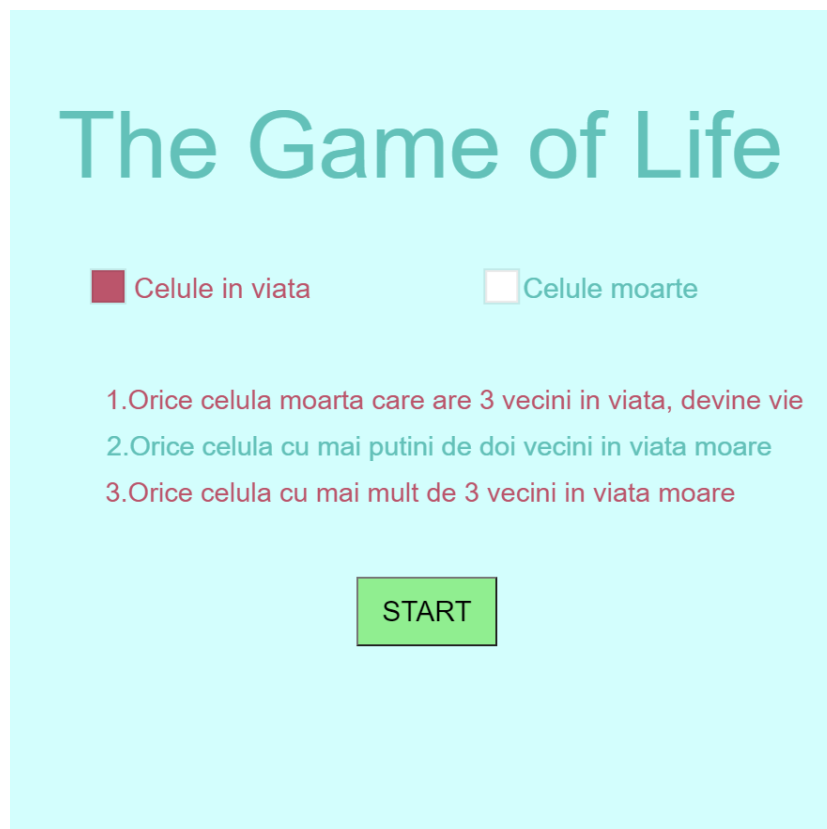 The Game of Life
Celule in viata
Celule moarte
1.Orice celula moarta care are 3 vecini in viata, devine vie
2.Orice celula cu mai putini de doi vecini in viata moare
3.Orice celula cu mai mult de 3 vecini in viata moare
START